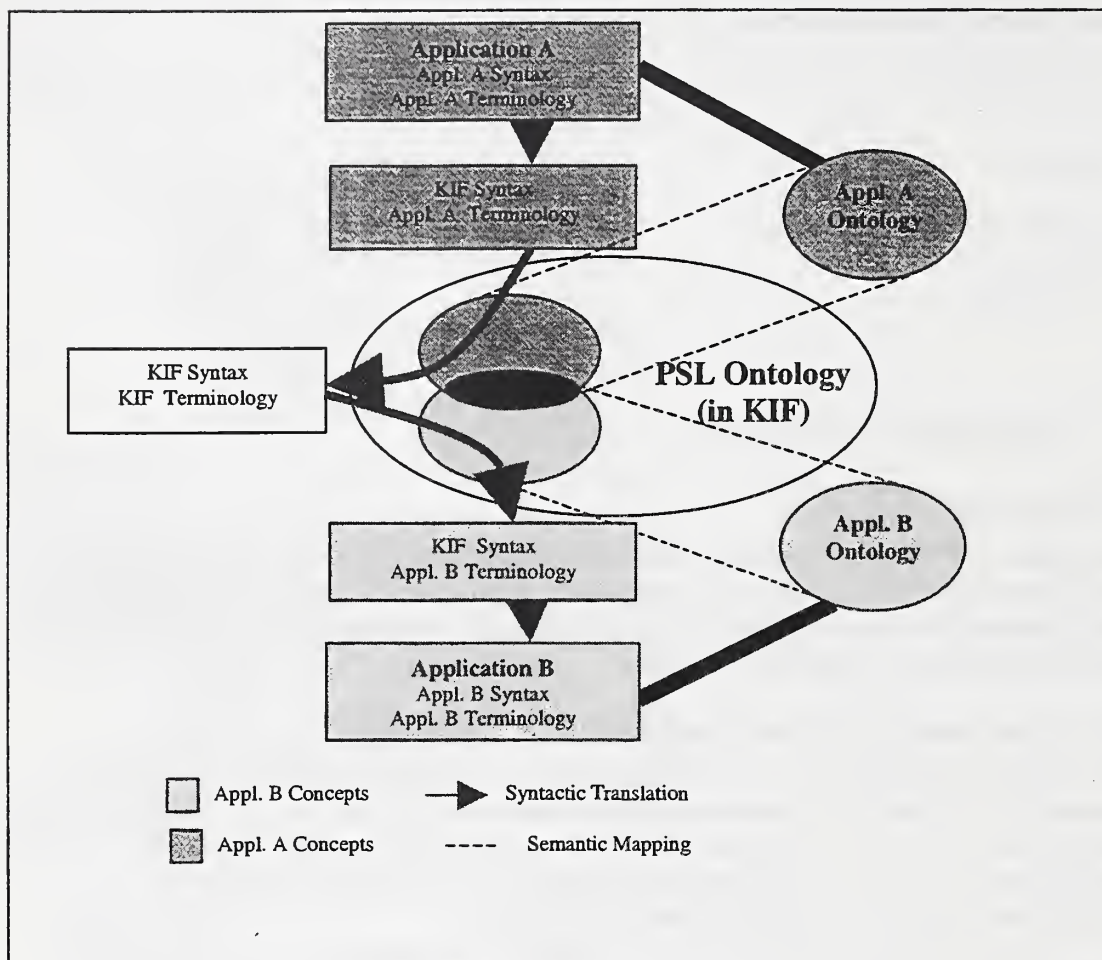 Application A
Appl. A Syntax
Appl. A Terminology
KIF Syntax
Appl. A Terminology
Appl. A
Ontology
KIF Syntax
KIF Terminology
PSL Ontology
(in KIF)
KIF Syntax
Appl. B Terminology
Appl. B
Ontology
Application B
Appl. B Syntax
Appl. B Terminology
Appl. B Concepts
Syntactic Translation
Appl. A Concepts
Semantic Mapping